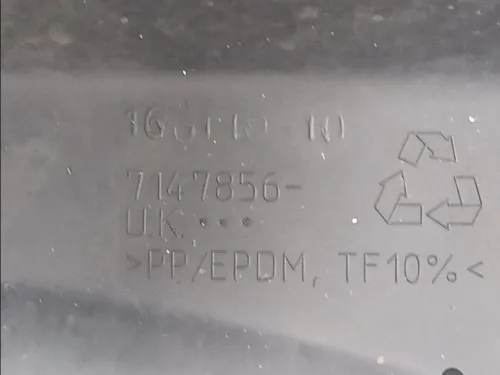 7147856-
U.K. •••
>PP/EPDM, TF10%<